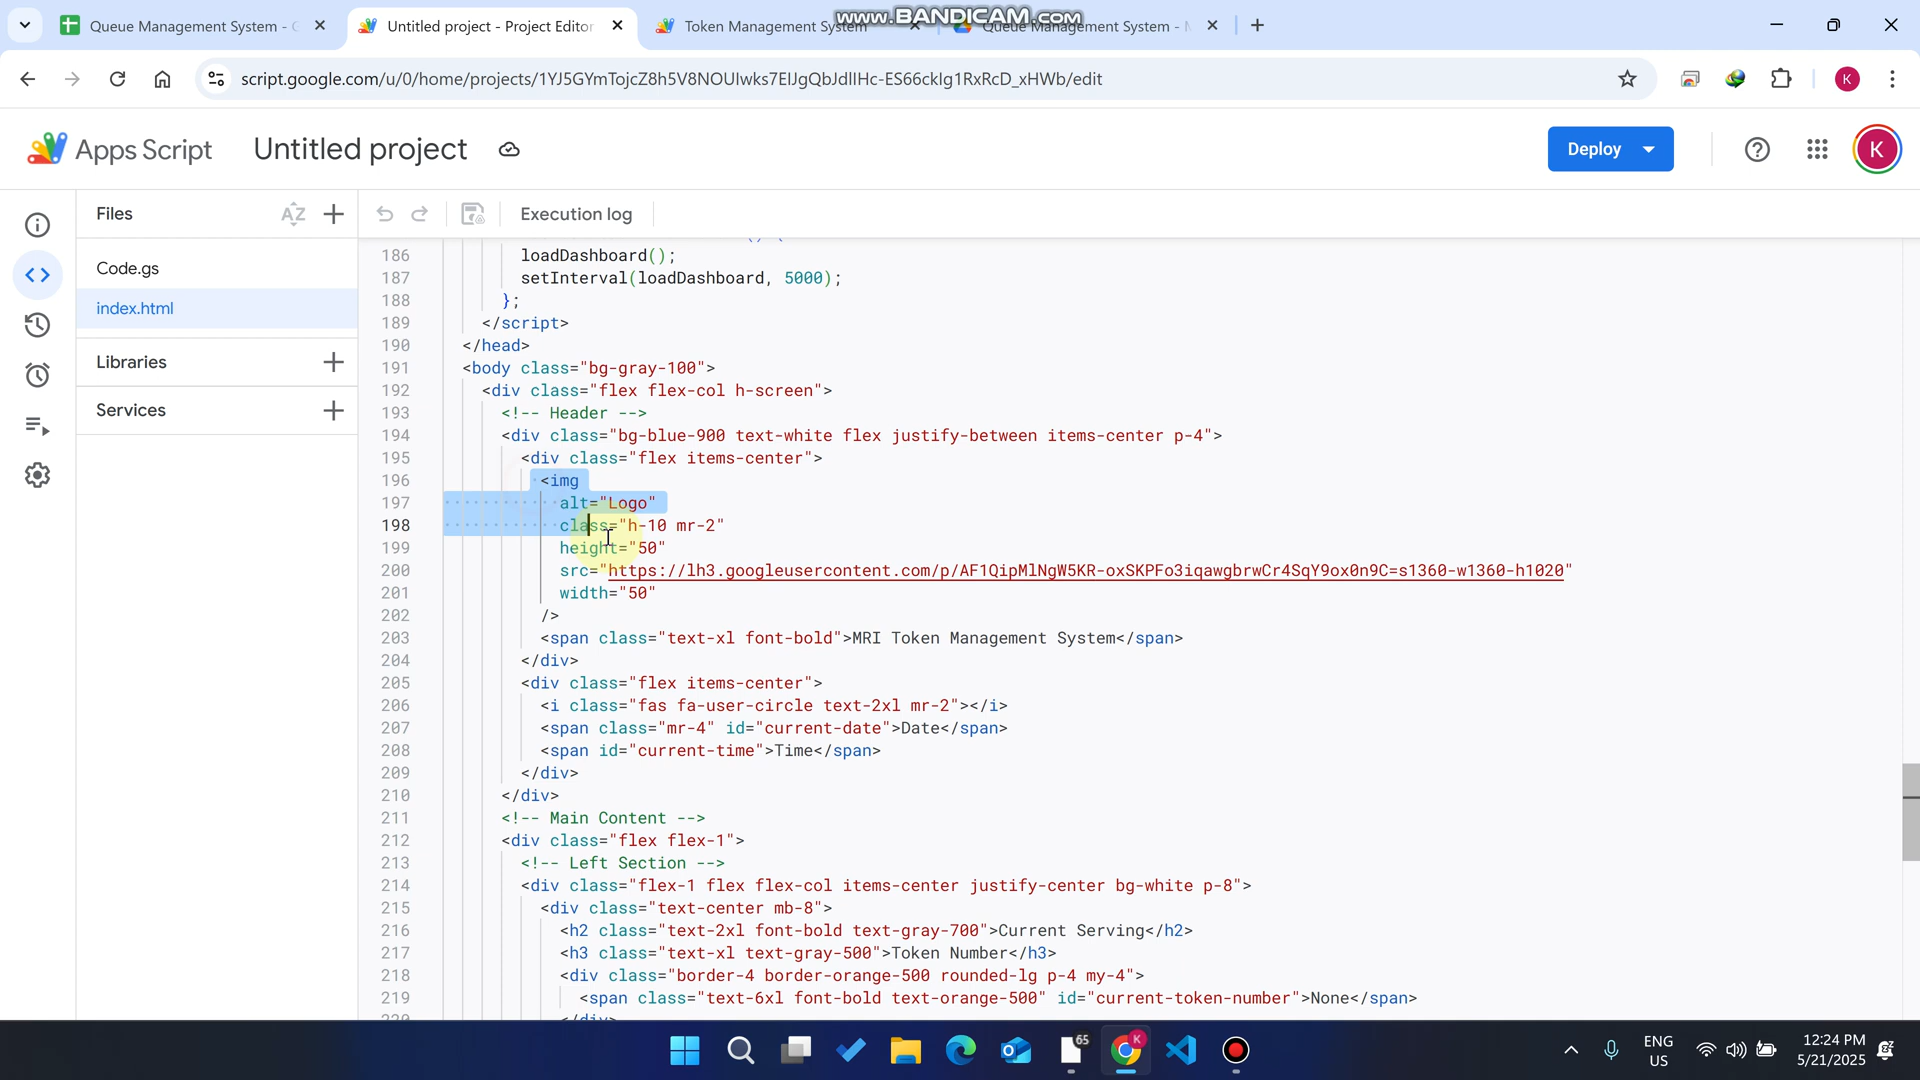 www.BANDICAM.com
Queue Management System - 
Untitled project - Project Editor
Token Management System
Queue Management System - 
script.google.com/u/0/home/projects/1YJ5GYmTojcZ8h5V8NOUIwks7EIJgQbJdlIHc-ES66ckIg1RxRcD_xHWb/edit
K
Apps Script
Untitled project
Deploy
K
Files
Execution log
Code.gs
index.html
Libraries
Services
186 loadDashboard();
187 setInterval(loadDashboard, 5000);
188 };
189 </script>
190 </head>
191 <body class="bg-gray-100">
192 <div class="flex flex-col h-screen">
193 <!-- Header -->
194 <div class="bg-blue-900 text-white flex justify-between items-center p-4">
195 <div class="flex items-center">
196 <img
197 alt="Logo"
198 class="h-10 mr-2"
199 height="50"
200 src="https://lh3.googleusercontent.com/p/AF1QipMlNgW5KR-oxSKPFo3iqawgbrwCr4SqY9ox0n9C=s1360-w1360-h1020"
201 width="50"
202 />
203 <span class="text-xl font-bold">MRI Token Management System</span>
204 </div>
205 <div class="flex items-center">
206 <i class="fas fa-user-circle text-2xl mr-2"></i>
207 <span class="mr-4" id="current-date">Date</span>
208 <span id="current-time">Time</span>
209 </div>
210 </div>
211 <!-- Main Content -->
212 <div class="flex flex-1">
213 <!-- Left Section -->
214 <div class="flex-1 flex flex-col items-center justify-center bg-white p-8">
215 <div class="text-center mb-8">
216 <h2 class="text-2xl font-bold text-gray-700">Current Serving</h2>
217 <h3 class="text-xl text-gray-500">Token Number</h3>
218 <div class="border-4 border-orange-500 rounded-lg p-4 my-4">
219 <span class="text-6xl font-bold text-orange-500" id="current-token-number">None</span>
65
K
ENG
US
12:24 PM
5/21/2025